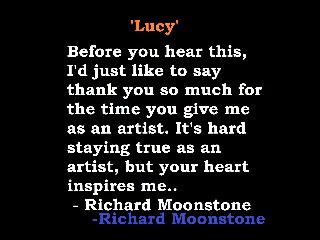 'Lucy'
Before you hear this,
I'd just like to say
thank you so much for
the time you give me
as an artist. It's hard
staying true as an
artist, but your heart
inspires me..
- Richard Moonstone
-Richard Moonstone